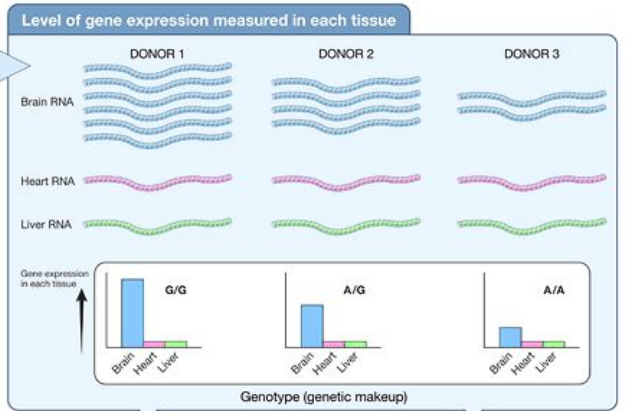 Level of gene expression measured in each tissue
DONOR 1 DONOR 2 DONOR 3
Brain RNA
Heart RNA
Liver RNA
Gene expression
in each tissue
G/G A/G A/A
Brain Heart Liver Brain Heart Liver Brain Heart Liver
Genotype (genetic makeup)